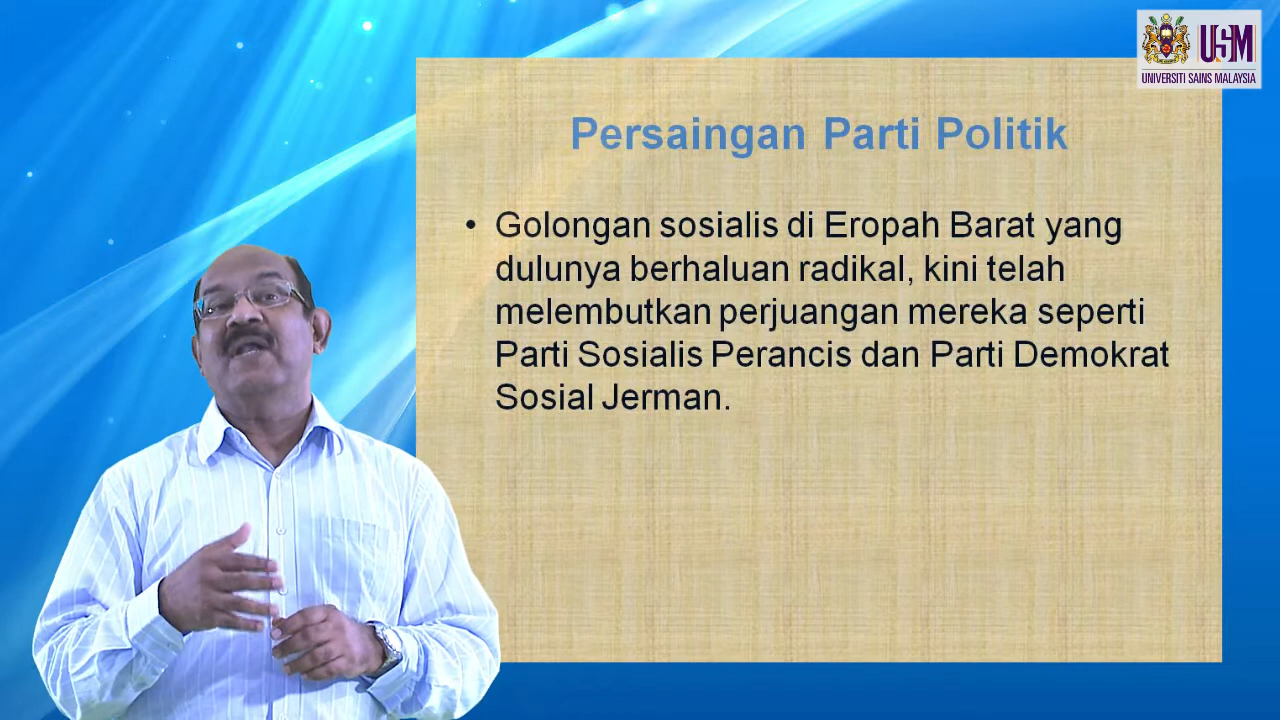 USM
UNIVERSITI SAINS MALAYSIA
Persaingan Parti Politik
• Golongan sosialis di Eropah Barat yang
dulunya berhaluan radikal, kini telah
melembutkan perjuangan mereka seperti
Parti Sosialis Perancis dan Parti Demokrat
Sosial Jerman.